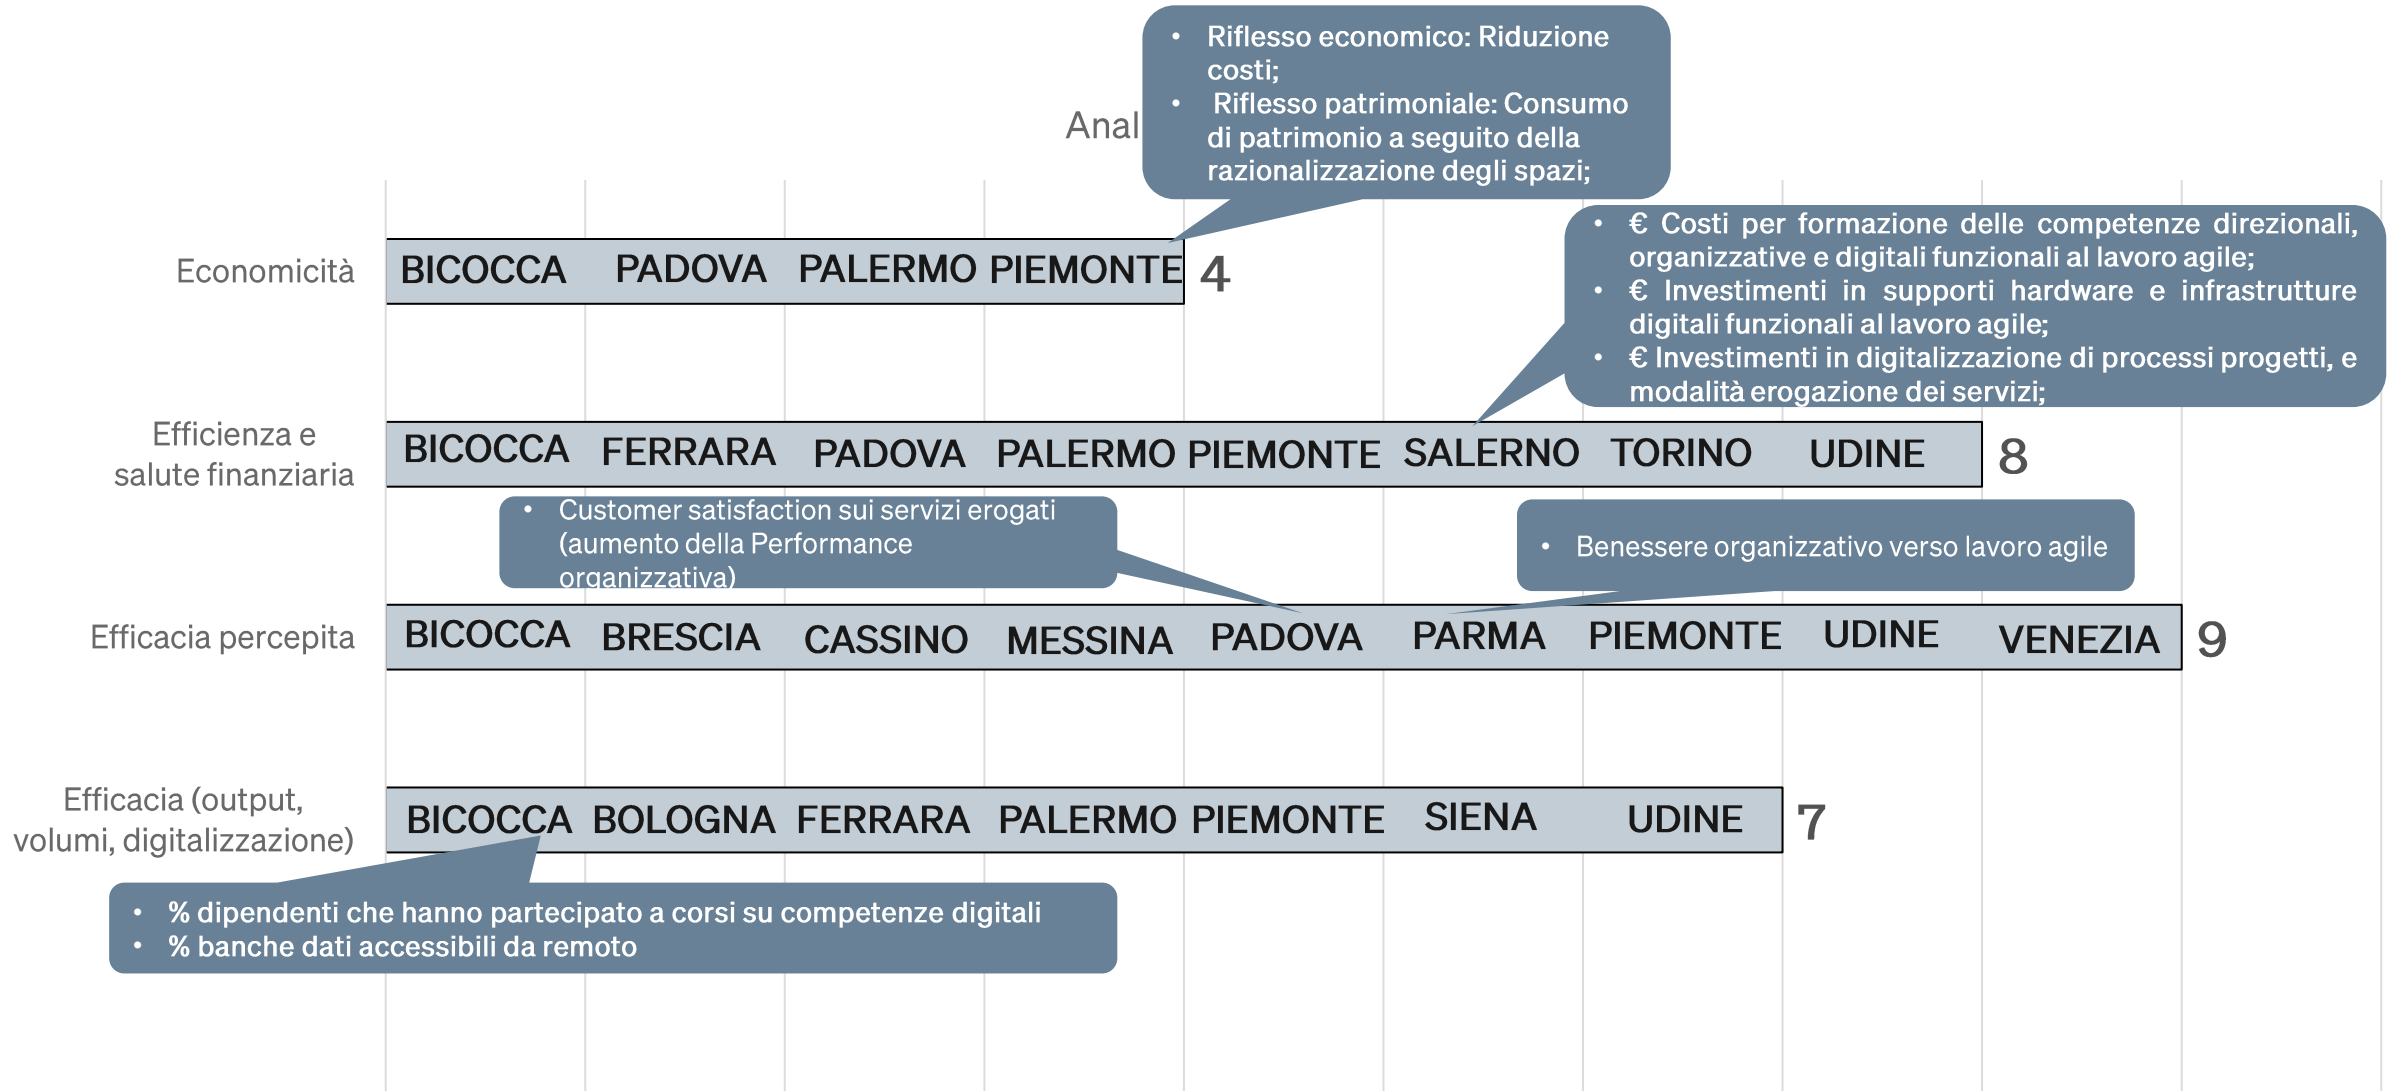 • Riflesso economico: Riduzione
costi;
• Riflesso patrimoniale: Consumo
di patrimonio a seguito della
razionalizzazione degli spazi;
Anal
• € Costi per formazione delle competenze direzionali,
organizzative e digitali funzionali al lavoro agile;
• € Investimenti in supporti hardware e infrastrutture
digitali funzionali al lavoro agile;
• € Investimenti in digitalizzazione di processi progetti, e
modalità erogazione dei servizi;
Economicità
BICOCCA PADOVA PALERMO PIEMONTE 4
Efficienza e
salute finanziaria
BICOCCA FERRARA PADOVA PALERMO PIEMONTE SALERNO TORINO UDINE 8
• Customer satisfaction sui servizi erogati
(aumento della Performance
organizzativa)
• Benessere organizzativo verso lavoro agile
Efficacia percepita
BICOCCA BRESCIA CASSINO MESSINA PADOVA PARMA PIEMONTE UDINE VENEZIA 9
Efficacia (output,
volumi, digitalizzazione)
BICOCCA BOLOGNA FERRARA PALERMO PIEMONTE SIENA UDINE 7
• % dipendenti che hanno partecipato a corsi su competenze digitali
• % banche dati accessibili da remoto